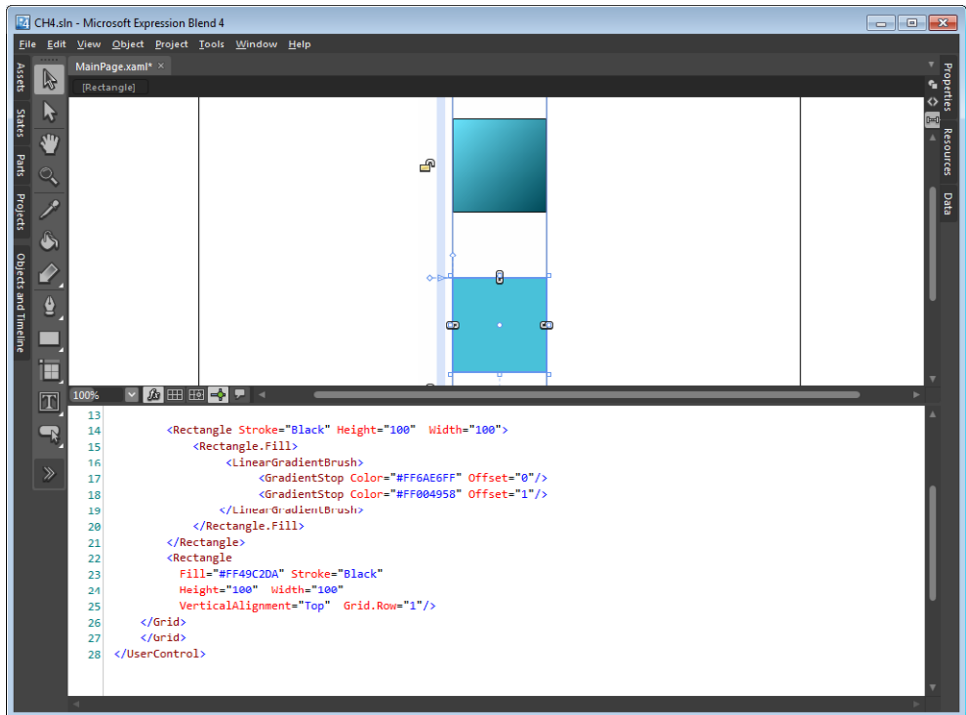 CH4.sln - Microsoft Expression Blend 4
File Edit View Object Project Tools Window Help
MainPage.xaml* ×
[Rectangle]
Assets
States
Parts
Projects
Objects and Timeline
Properties
Resources
Data
100%
13
14 <Rectangle Stroke="Black" Height="100" Width="100">
15 <Rectangle.Fill>
16 <LinearGradientBrush>
17 <GradientStop Color="#FF6AE6FF" Offset="0"/>
18 <GradientStop Color="#FF004958" Offset="1"/>
19 </LinearGradientBrush>
20 </Rectangle.Fill>
21 </Rectangle>
22 <Rectangle
23 Fill="#FF49C2DA" Stroke="Black"
24 Height="100" Width="100"
25 VerticalAlignment="Top" Grid.Row="1"/>
26 </Grid>
27 </Grid>
28 </UserControl>